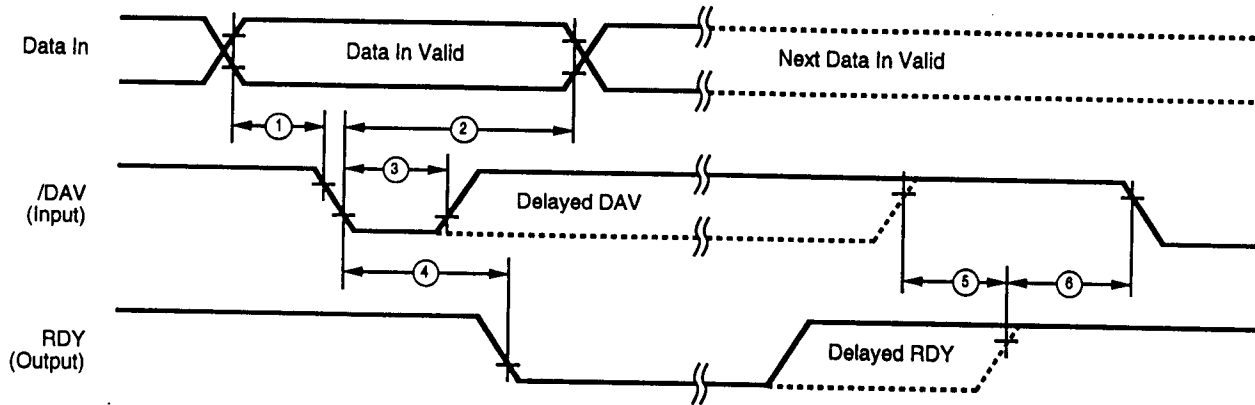 Data In
Data In Valid
Next Data In Valid
1
2
3
/DAV
(Input)
Delayed DAV
4
5
6
RDY
(Output)
Delayed RDY